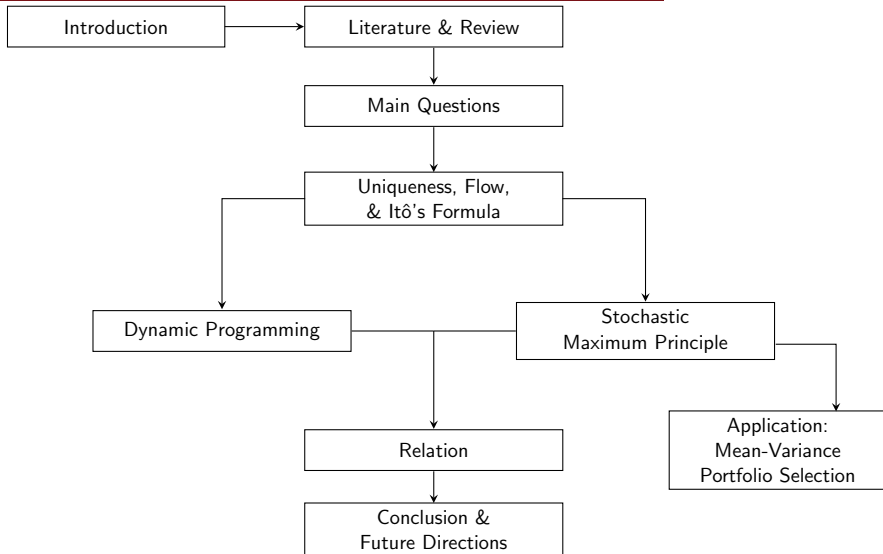 Introduction
Literature & Review
Main Questions
Uniqueness, Flow,
& Itô's Formula
Dynamic Programming
Stochastic
Maximum Principle
Application:
Mean-Variance
Portfolio Selection
Relation
Conclusion &
Future Directions